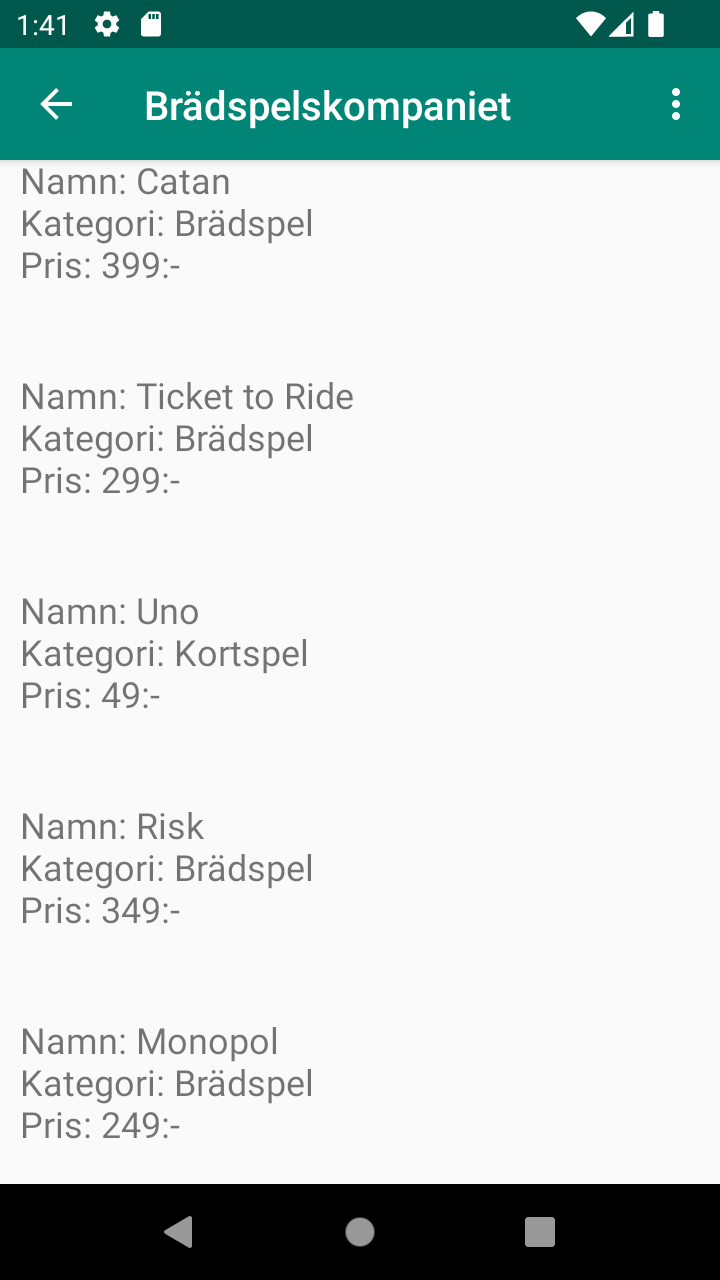 1:41
Brädspelskompaniet
Namn: Catan
Kategori: Brädspel
Pris: 399:-
Namn: Ticket to Ride
Kategori: Brädspel
Pris: 299:-
Namn: Uno
Kategori: Kortspel
Pris: 49:-
Namn: Risk
Kategori: Brädspel
Pris: 349:-
Namn: Monopol
Kategori: Brädspel
Pris: 249:-